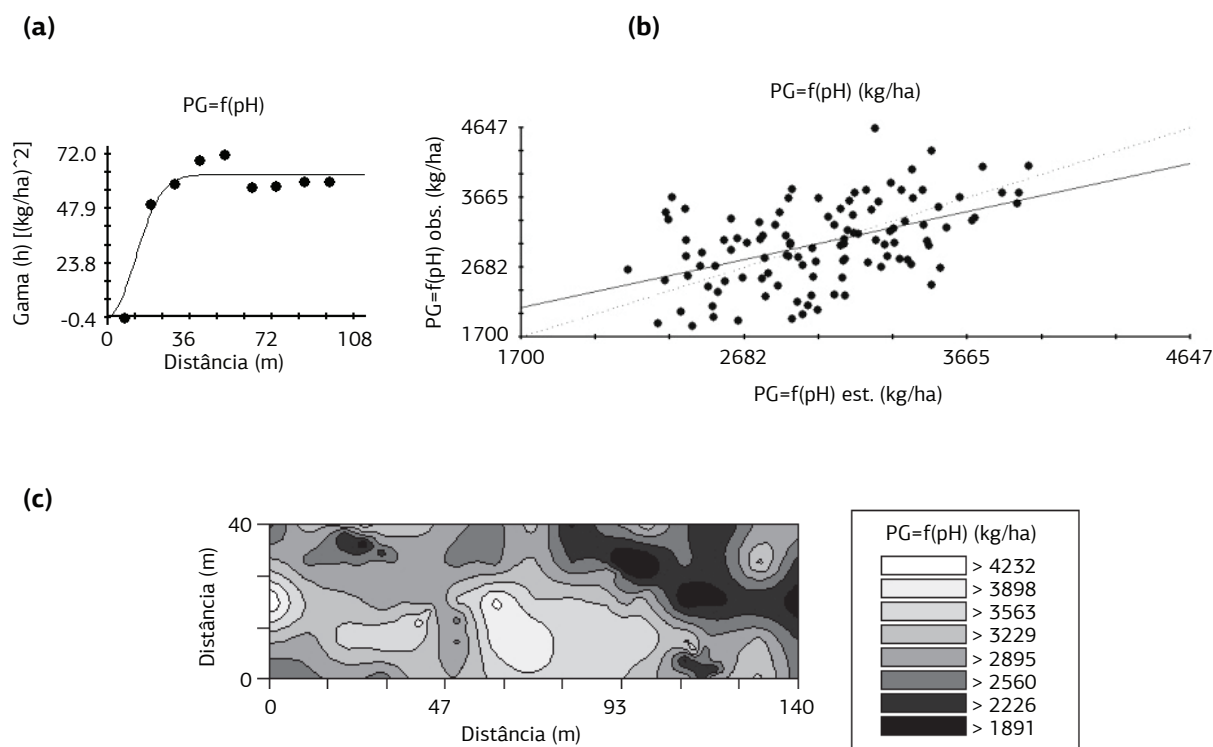 (a)
PG=f(pH)
Gama (h) [(kg/ha)^2]
72.0
47.9
23.8
-0.4
0 36 72 108
Distância (m)
(b)
PG=f(pH) (kg/ha)
PG=f(pH) obs. (kg/ha)
4647
3665
2682
1700
1700 2682 3665 4647
PG=f(pH) est. (kg/ha)
(c)
Distância (m)
40
0
0 47 93 140
Distância (m)
PG=f(pH) (kg/ha)
> 4232
> 3898
> 3563
> 3229
> 2895
> 2560
> 2226
> 1891